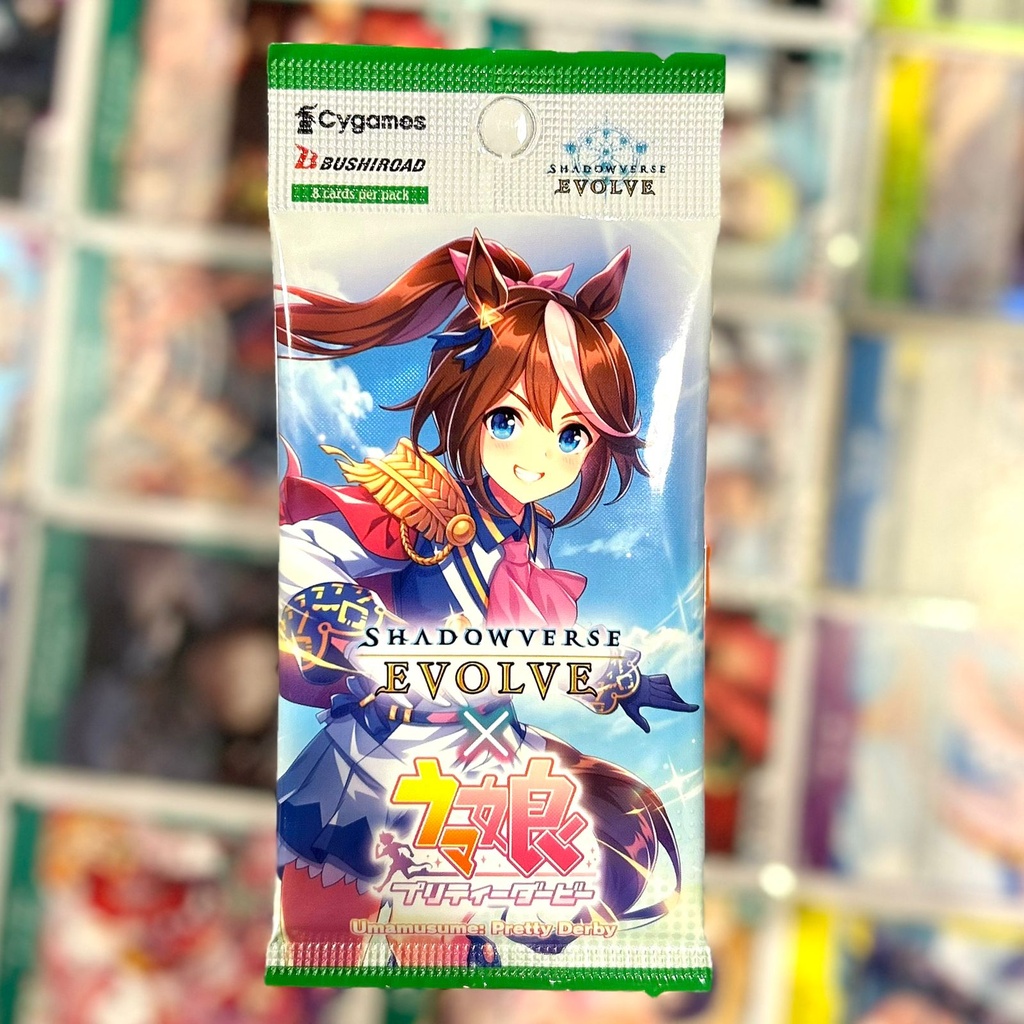 Cygames
BUSHIROAD
8 cards per pack
SHADOWVERSE
EVOLVE
SHADOWVERSE
EVOLVE
×
ウマ娘
プリティーダービー
Umamusume: Pretty Derby